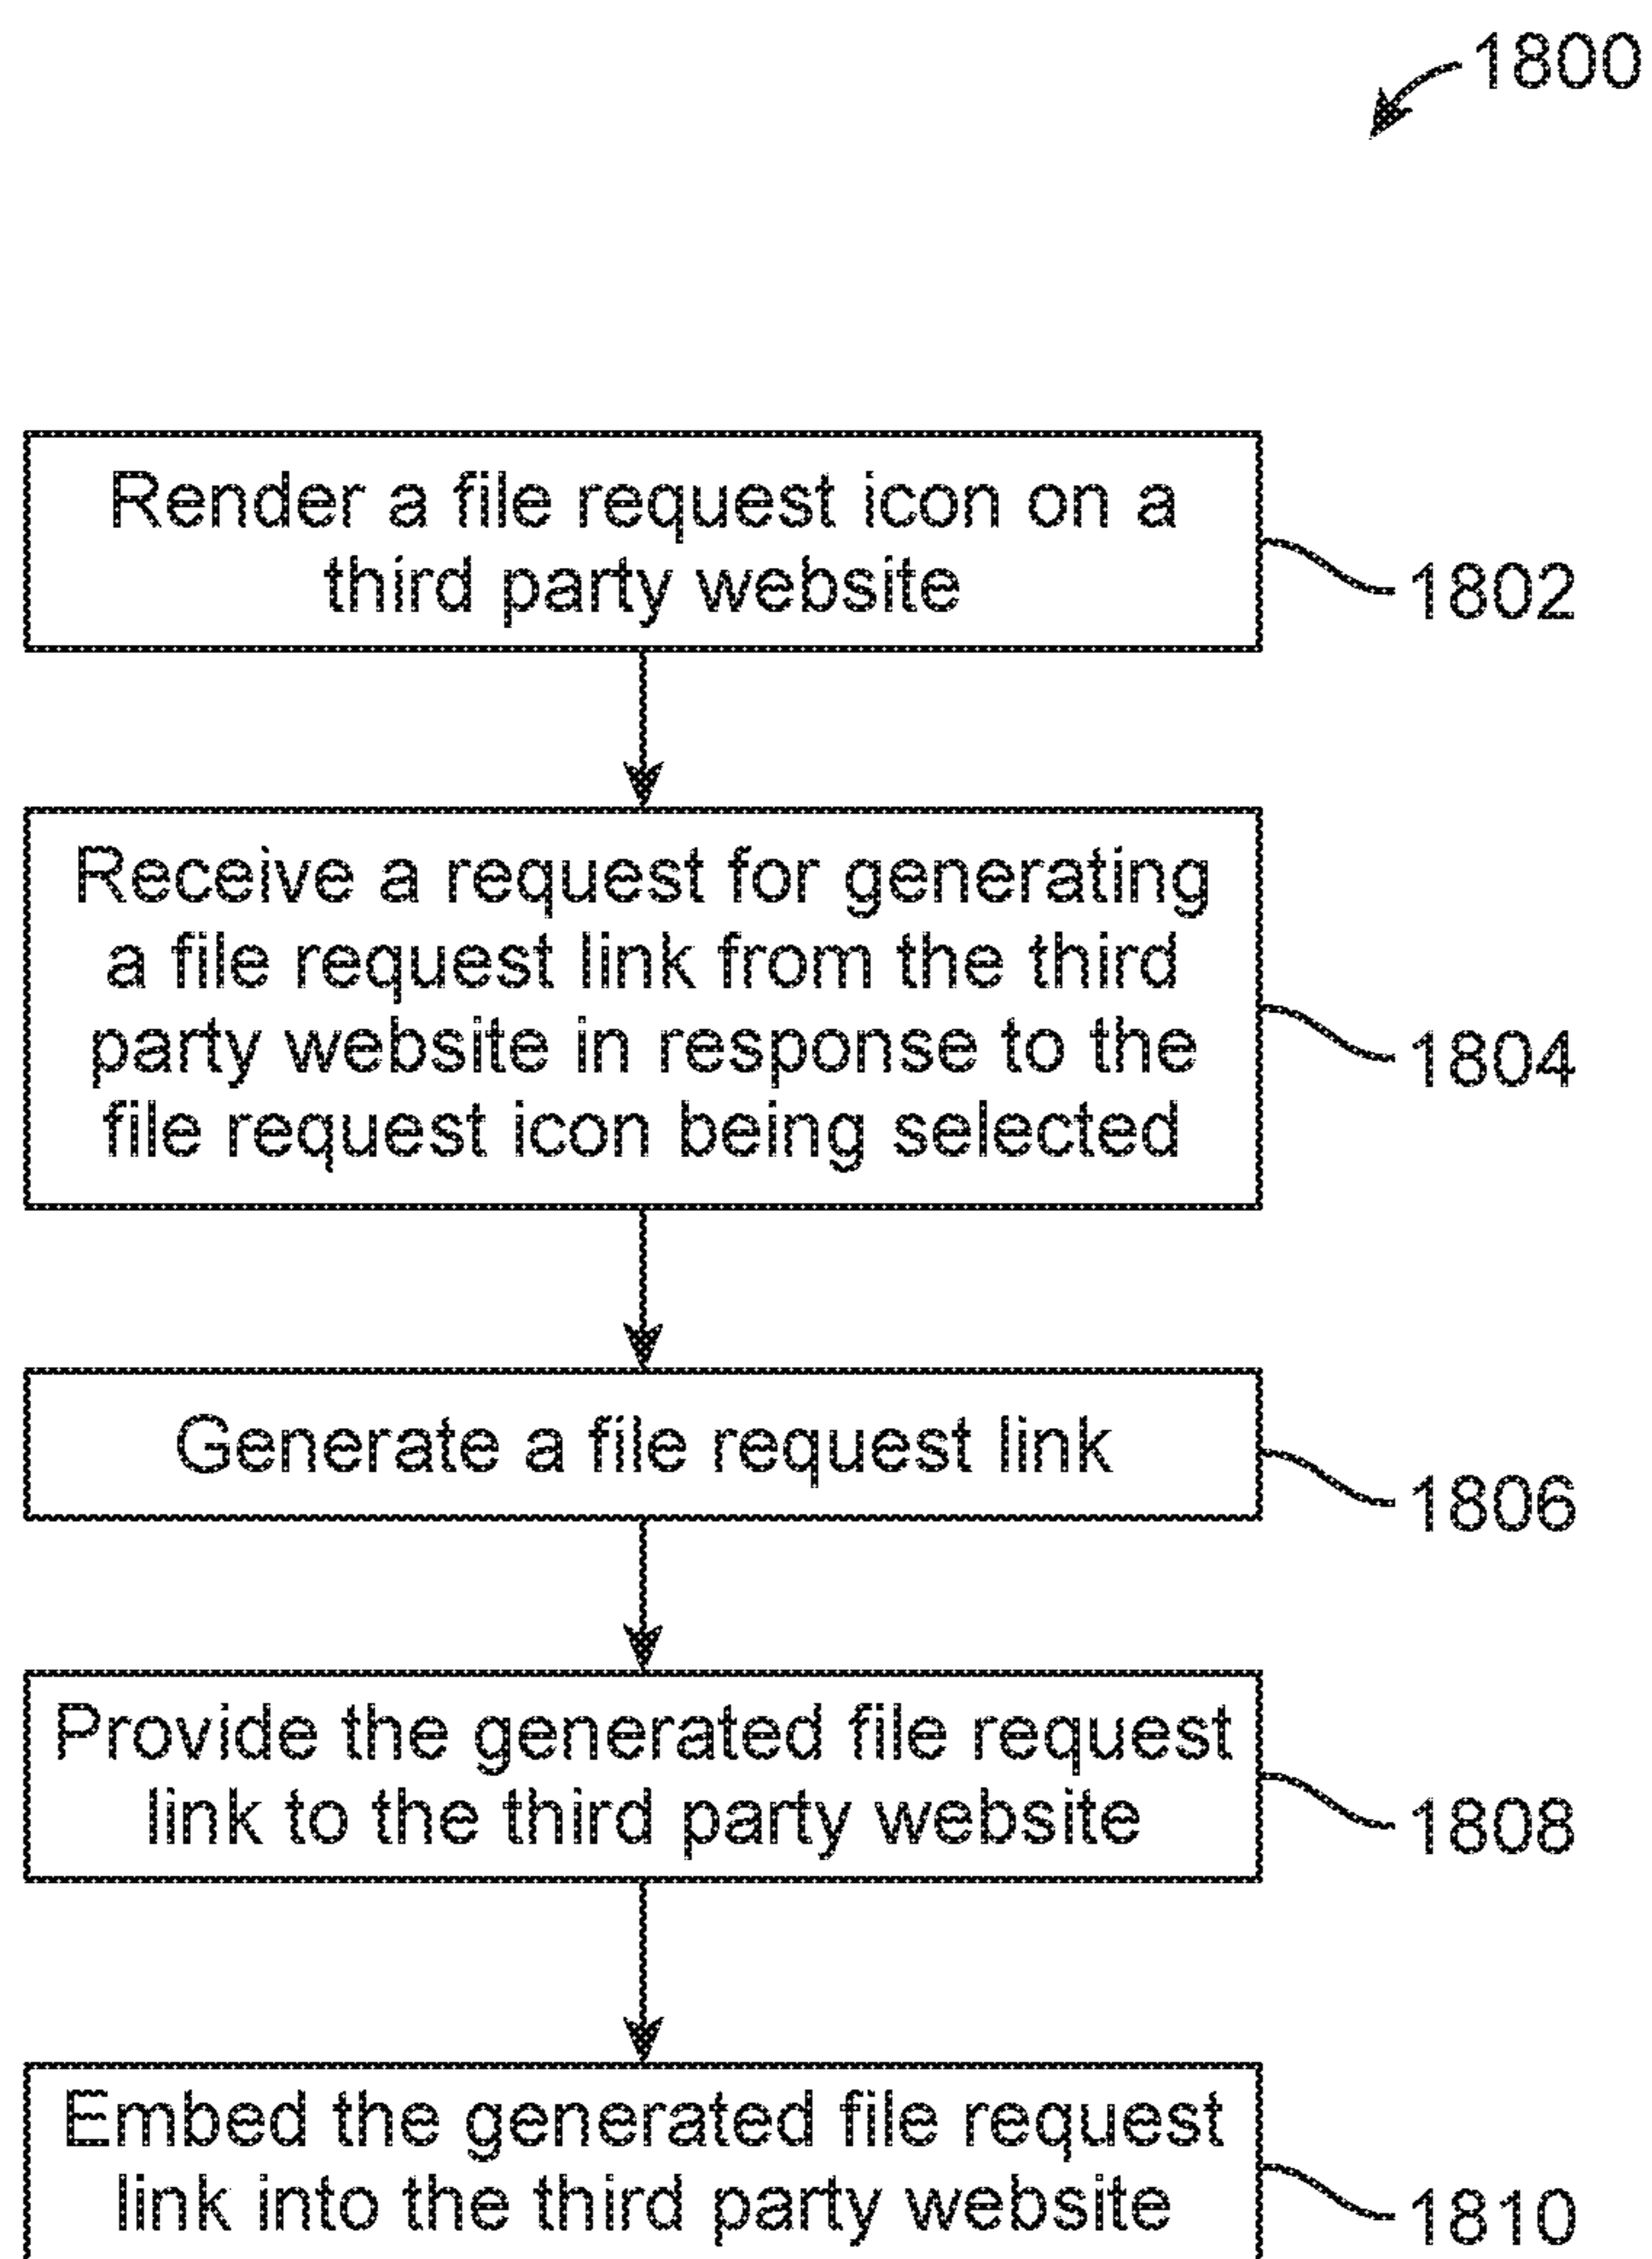 1800
Render a file request icon on a
third party website
1802
Receive a request for generating
a file request link from the third
party website in response to the
file request icon being selected
1804
Generate a file request link
1806
Provide the generated file request
link to the third party website
1808
Embed the generated file request
link into the third party website
1810